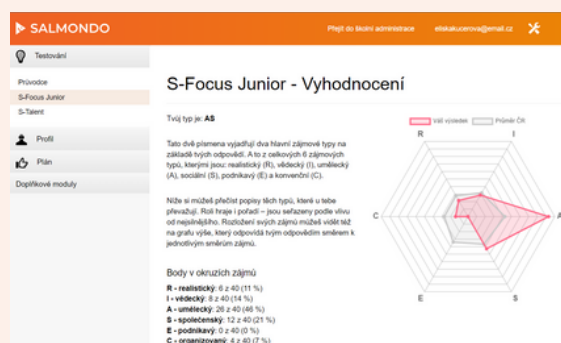 SALMONDO
Přejít do školní administrace
eliskakucerova@email.cz
Testování
Průvodce
S-Focus Junior
S-Talent
Profil
Plán
Doplňkové moduly
S-Focus Junior - Vyhodnocení
Tvůj typ je: AS
Tato dvě písmena vyjadřují dva hlavní zájmové typy na
základě tvých odpovědí. A to z celkových 6 zájmových
typů, kterými jsou: realistický (R), vědecký (I), umělecký
(A), sociální (S), podnikavý (E) a konvenční (C).
Níže si můžeš přečíst popisy těch typů, které u tebe
převažují. Roli hraje i pořadí – jsou seřazeny podle vlivu
od nejsilnějšího. Rozložení svých zájmů můžeš vidět též
na grafu výše, který odpovídá tvým odpovědím směrem k
jednotlivým směrům zájmů.
Body v okruzích zájmů
R - realistický: 6 z 40 (11 %)
I - vědecký: 8 z 40 (14 %)
A - umělecký: 26 z 40 (46 %)
S - společenský: 12 z 40 (21 %)
E - podnikavý: 0 z 40 (0 %)
C - organizovaný: 4 z 40 (7 %)
Váš výsledek
Průměr ČR
R
I
C
A
E
S